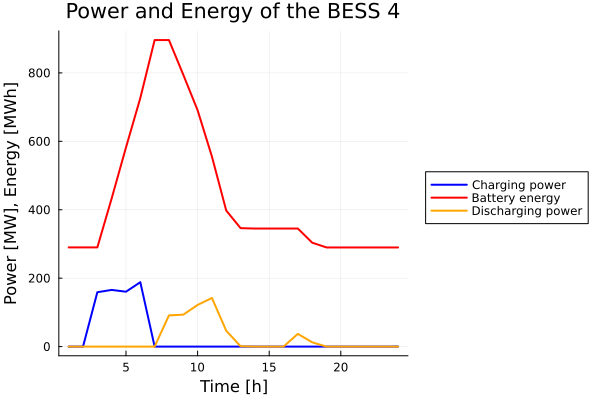 Power and Energy of the BESS 4
Power [MW], Energy [MWh]
800
600
400
200
0
5
10
15
20
Time [h]
Charging power
Battery energy
Discharging power